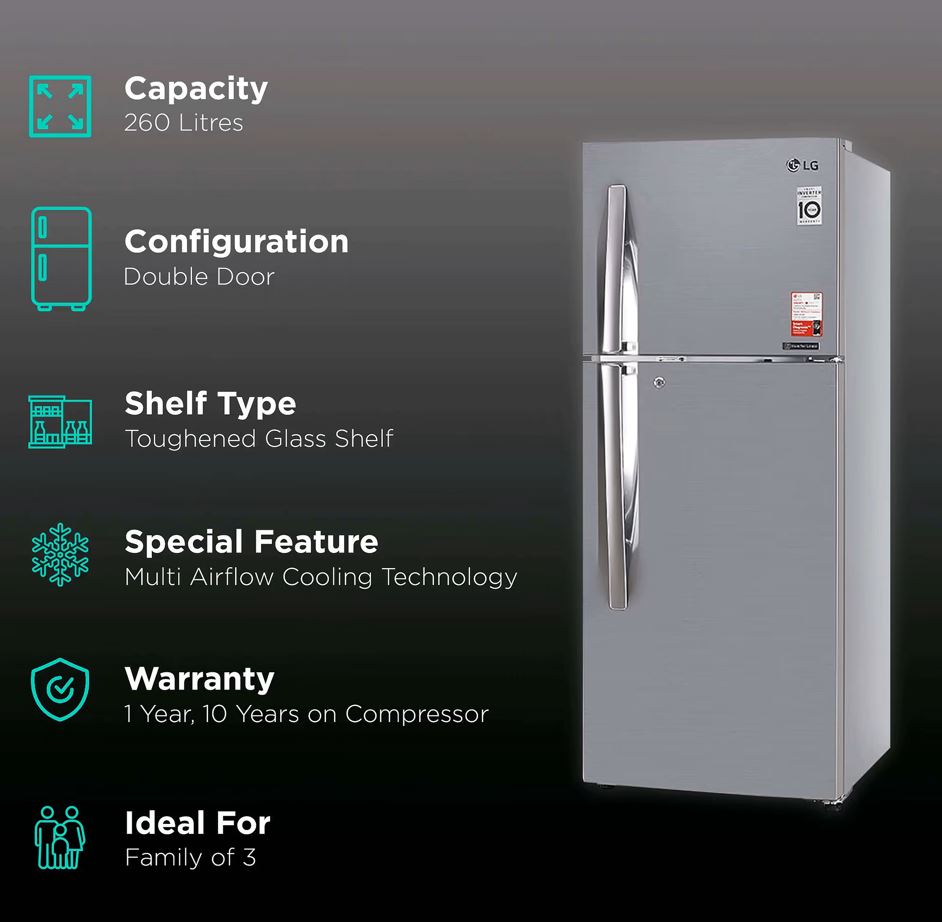 Capacity
260 Litres
Configuration
Double Door
Shelf Type
Toughened Glass Shelf
Special Feature
Multi Airflow Cooling Technology
Warranty
1 Year, 10 Years on Compressor
Ideal For
Family of 3
LG
INVERTER
10